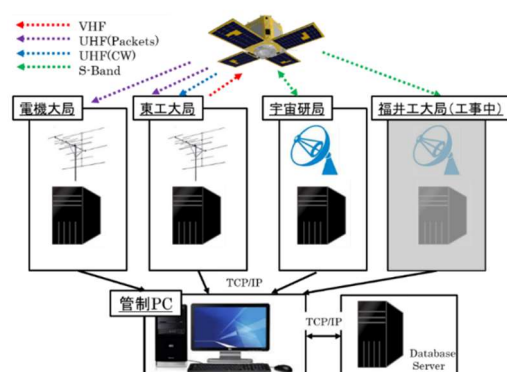 VHF
UHF(Packets)
UHF(CW)
S-Band
電機大局
東工大局
宇宙研局
福井工大局(工事中)
TCP/IP
管制PC
TCP/IP
Database
Server